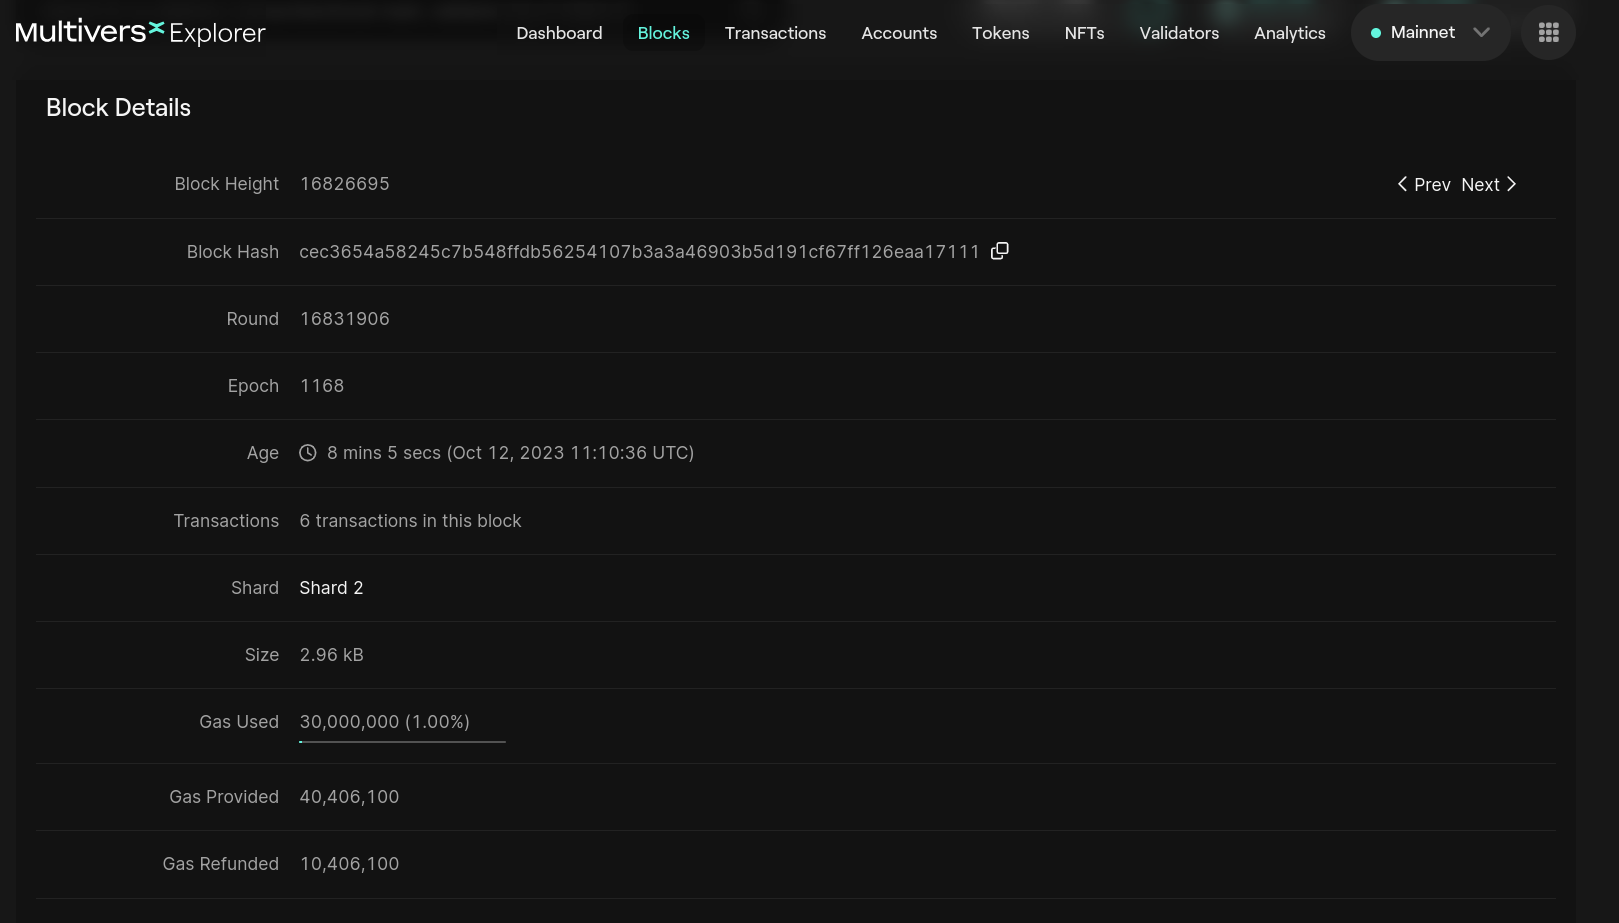 MultiversX Explorer
Dashboard Blocks Transactions Accounts Tokens NFTs Validators Analytics Mainnet
Block Details
Block Height 16826695 Prev Next
Block Hash cec3654a58245c7b548ffdb56254107b3a3a46903b5d191cf67ff126eaa17111
Round 16831906
Epoch 1168
Age 8 mins 5 secs (Oct 12, 2023 11:10:36 UTC)
Transactions 6 transactions in this block
Shard Shard 2
Size 2.96 kB
Gas Used 30,000,000 (1.00%)
Gas Provided 40,406,100
Gas Refunded 10,406,100